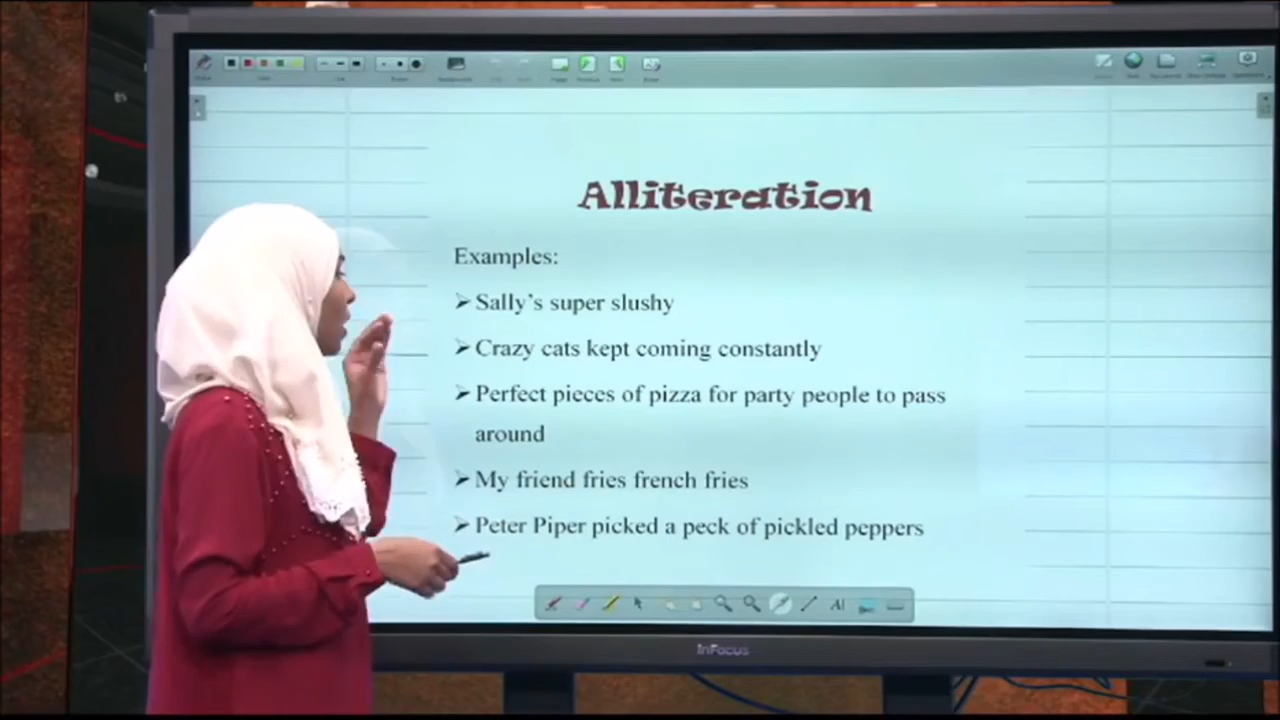 Alliteration
Examples:
➢ Sally's super slushy
➢ Crazy cats kept coming constantly
➢ Perfect pieces of pizza for party people to pass
around
➢ My friend fries french fries
➢ Peter Piper picked a peck of pickled peppers
AI
InFocus